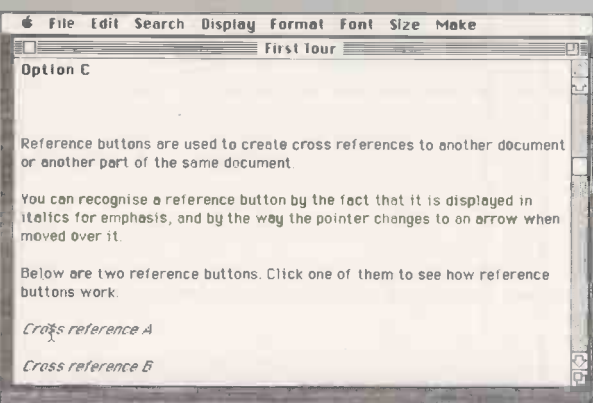 File Edit Search Display Format Font Size Make
First Tour
Option C
Reference buttons are used to create cross references to another document
or another part of the same document.
You can recognise a reference button by the fact that it is displayed in
italics for emphasis, and by the way the pointer changes to an arrow when
moved over it.
Below are two reference buttons. Click one of them to see how reference
buttons work.
Cross reference A
Cross reference B